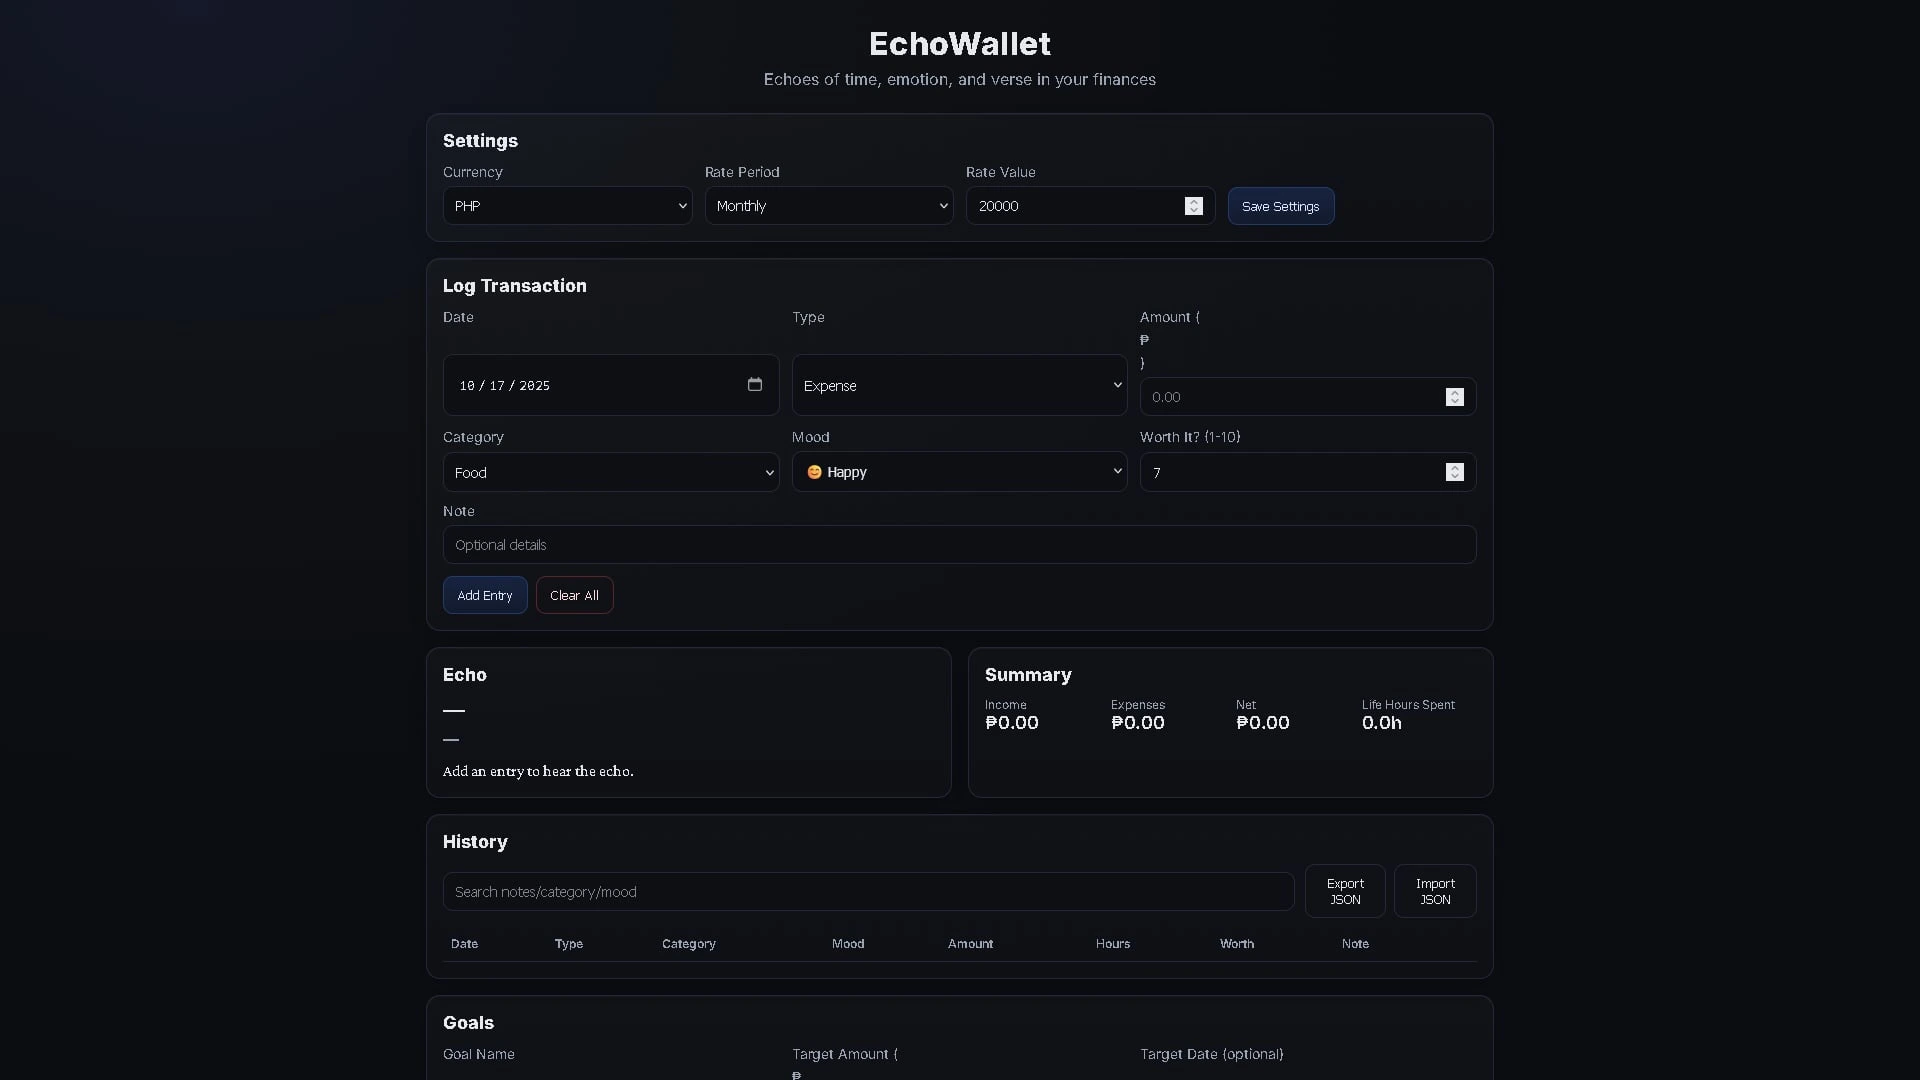 EchoWallet
Echoes of time, emotion, and verse in your finances
Settings
Currency Rate Period Rate Value
PHP Monthly 20000 Save Settings
Log Transaction
Date Type Amount (
₱
)
10 / 17 / 2025 Expense 0.00
Category Mood Worth It? (1-10)
Food 😊 Happy 7
Note
Optional details
Add Entry Clear All
Echo
—
—
Add an entry to hear the echo.
Summary
Income Expenses Net Life Hours Spent
₱0.00 ₱0.00 ₱0.00 0.0h
History
Search notes/category/mood
Export
JSON
Import
JSON
Date Type Category Mood Amount Hours Worth Note
Goals
Goal Name Target Amount ( Target Date (optional)
₱